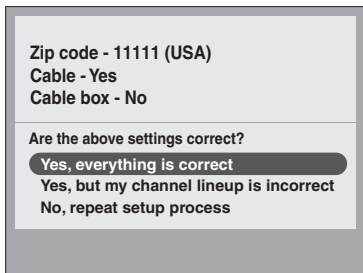 Zip code - 11111 (USA)
Cable - Yes
Cable box - No
Are the above settings correct?
Yes, everything is correct
Yes, but my channel lineup is incorrect
No, repeat setup process